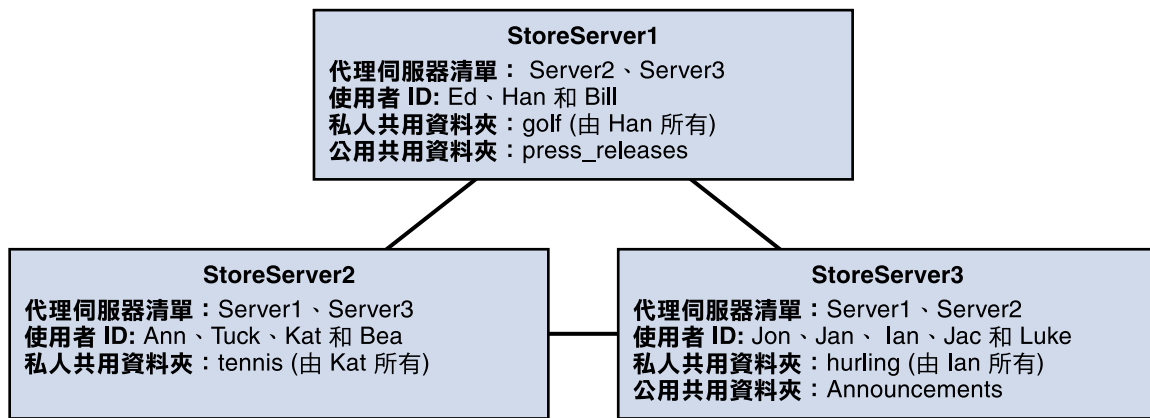 StoreServer1
代理伺服器清單： Server2、Server3
使用者 ID: Ed、Han 和 Bill
私人共用資料夾：golf (由 Han 所有)
公用共用資料夾：press_releases
StoreServer2
代理伺服器清單：Server1、Server3
使用者 ID: Ann、Tuck、Kat 和 Bea
私人共用資料夾：tennis (由 Kat 所有)
StoreServer3
代理伺服器清單：Server1、Server2
使用者 ID: Jon、Jan、 Ian、Jac 和 Luke
私人共用資料夾：hurling (由 Ian 所有)
公用共用資料夾：Announcements